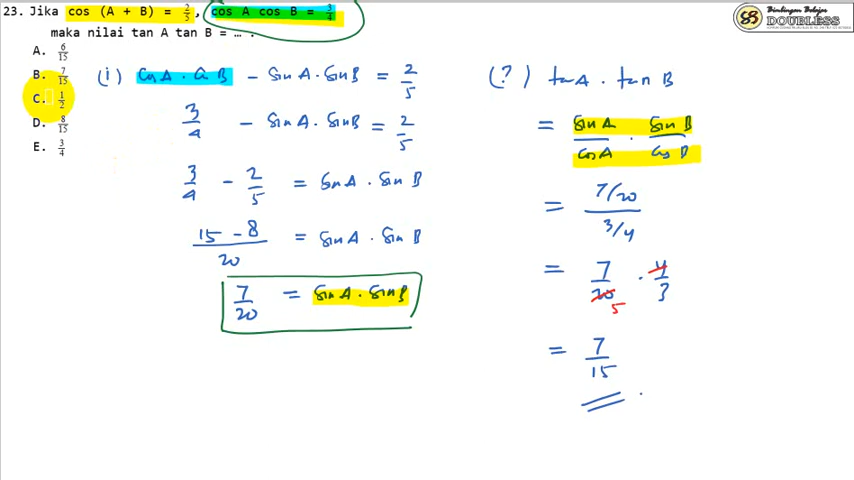 23. Jika cos (A + B) = 2/5, cos A cos B = 3/4
maka nilai tan A tan B = ... .
A. 6/15
B. 7/15
C. 1/2
D. 8/15
E. 3/4
Bimbingan Belajar
DOUBLESS
(i) cos A . cos B - sin A . sin B = 2/5
3/4 - sin A . sin B = 2/5
3/4 - 2/5 = sin A . sin B
15 - 8/20 = sin A . sin B
7/20 = sin A . sin B
(?) tan A . tan B
= sin A/cos A . sin B/cos B
= 7/20 / 3/4
= 7/20 . 4/3
5
= 7/15